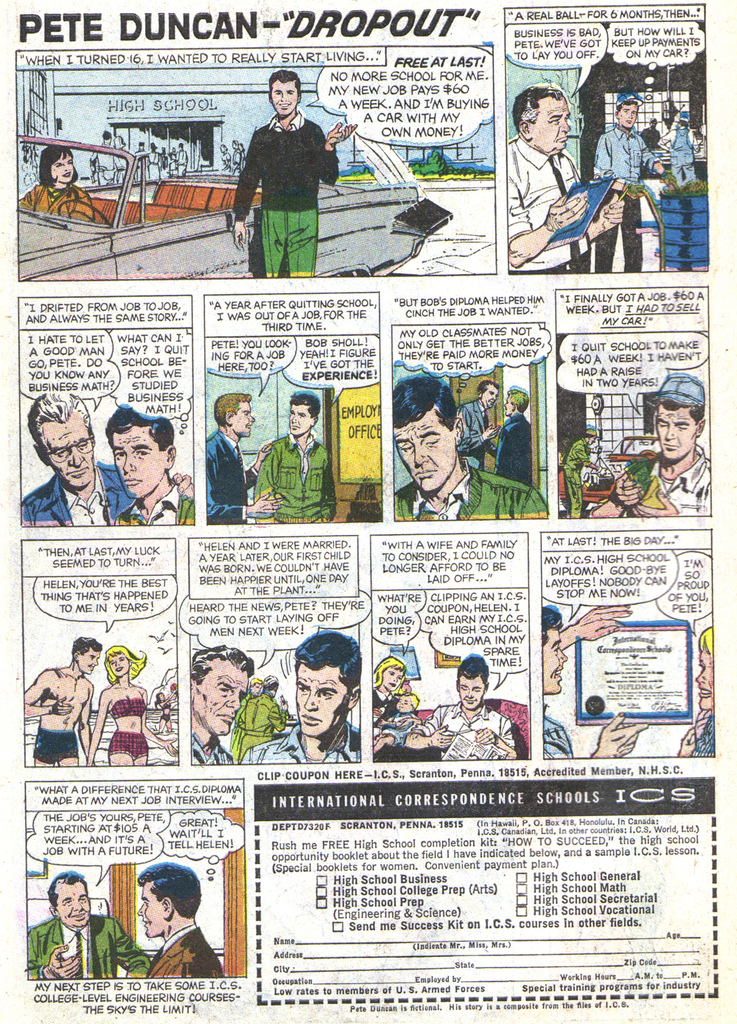 PETE DUNCAN—"DROPOUT"
"WHEN I TURNED 16, I WANTED TO REALLY START LIVING..."
FREE AT LAST!
NO MORE SCHOOL FOR ME.
MY NEW JOB PAYS $60
A WEEK. AND I'M BUYING
A CAR WITH MY
OWN MONEY!
HIGH SCHOOL
"A REAL BALL—FOR 6 MONTHS, THEN..."
BUSINESS IS BAD,
PETE. WE'VE GOT
TO LAY YOU OFF.
BUT HOW WILL I
KEEP UP PAYMENTS
ON MY CAR?
"I DRIFTED FROM JOB TO JOB,
AND ALWAYS THE SAME STORY..."
I HATE TO LET
A GOOD MAN
GO, PETE. DO
YOU KNOW ANY
BUSINESS MATH?
WHAT CAN I
SAY? I QUIT
SCHOOL BE-
FORE WE
STUDIED
BUSINESS
MATH!
"A YEAR AFTER QUITTING SCHOOL,
I WAS OUT OF A JOB, FOR THE
THIRD TIME.
PETE! YOU LOOK-
ING FOR A JOB
HERE, TOO?
BOB SHOLL!
YEAH! I FIGURE
I'VE GOT THE
EXPERIENCE!
EMPLOY
OFFICE
"BUT BOB'S DIPLOMA HELPED HIM
CINCH THE JOB I WANTED."
MY OLD CLASSMATES NOT
ONLY GET THE BETTER JOBS,
THEY'RE PAID MORE MONEY
TO START.
"I FINALLY GOT A JOB. $60 A
WEEK. BUT I HAD TO SELL
MY CAR!"
I QUIT SCHOOL TO MAKE
$60 A WEEK! I HAVEN'T
HAD A RAISE
IN TWO YEARS!
"THEN, AT LAST, MY LUCK
SEEMED TO TURN..."
HELEN, YOU'RE THE BEST
THING THAT'S HAPPENED
TO ME IN YEARS!
"HELEN AND I WERE MARRIED.
A YEAR LATER, OUR FIRST CHILD
WAS BORN. WE COULDN'T HAVE
BEEN HAPPIER UNTIL, ONE DAY
AT THE PLANT..."
HEARD THE NEWS, PETE? THEY'RE
GOING TO START LAYING OFF
MEN NEXT WEEK!
"WITH A WIFE AND FAMILY
TO CONSIDER, I COULD NO
LONGER AFFORD TO BE
LAID OFF..."
WHAT'RE
YOU
DOING,
PETE?
CLIPPING AN I.C.S.
COUPON, HELEN. I
CAN EARN MY I.C.S.
HIGH SCHOOL
DIPLOMA IN MY
SPARE
TIME!
"AT LAST! THE BIG DAY..."
MY I.C.S. HIGH SCHOOL
DIPLOMA! GOOD-BYE
LAYOFFS! NOBODY CAN
STOP ME NOW!
I'M
SO
PROUD
OF YOU,
PETE!
International
Correspondence Schools
DIPLOMA
"WHAT A DIFFERENCE THAT I.C.S. DIPLOMA
MADE AT MY NEXT JOB INTERVIEW..."
THE JOB'S YOURS, PETE,
STARTING AT $105 A
WEEK...AND IT'S A
JOB WITH A FUTURE!
GREAT!
WAIT'LL I
TELL HELEN!
MY NEXT STEP IS TO TAKE SOME I.C.S.
COLLEGE-LEVEL ENGINEERING COURSES—
THE SKY'S THE LIMIT!
CLIP COUPON HERE—I.C.S., Scranton, Penna. 18515, Accredited Member, N.H.S.C.
INTERNATIONAL CORRESPONDENCE SCHOOLS ICS
DEPT D7320F SCRANTON, PENNA. 18515 (In Hawaii, P. O. Box 418, Honolulu. In Canada:
I.C.S. Canadian, Ltd. In other countries: I.C.S. World, Ltd.)
Rush me FREE High School completion kit: "HOW TO SUCCEED," the high school
opportunity booklet about the field I have indicated below, and a sample I.C.S. lesson.
(Special booklets for women. Convenient payment plan.)
High School Business
High School College Prep (Arts)
High School Prep
(Engineering & Science)
High School General
High School Math
High School Secretarial
High School Vocational
Send me Success Kit on I.C.S. courses in other fields.
Name Age
(Indicate Mr., Miss, Mrs.)
Address
City State Zip Code
Occupation Employed by Working Hours A.M. to P.M.
Low rates to members of U. S. Armed Forces Special training programs for industry
Pete Duncan is fictional. His story is a composite from the files of I.C.S.